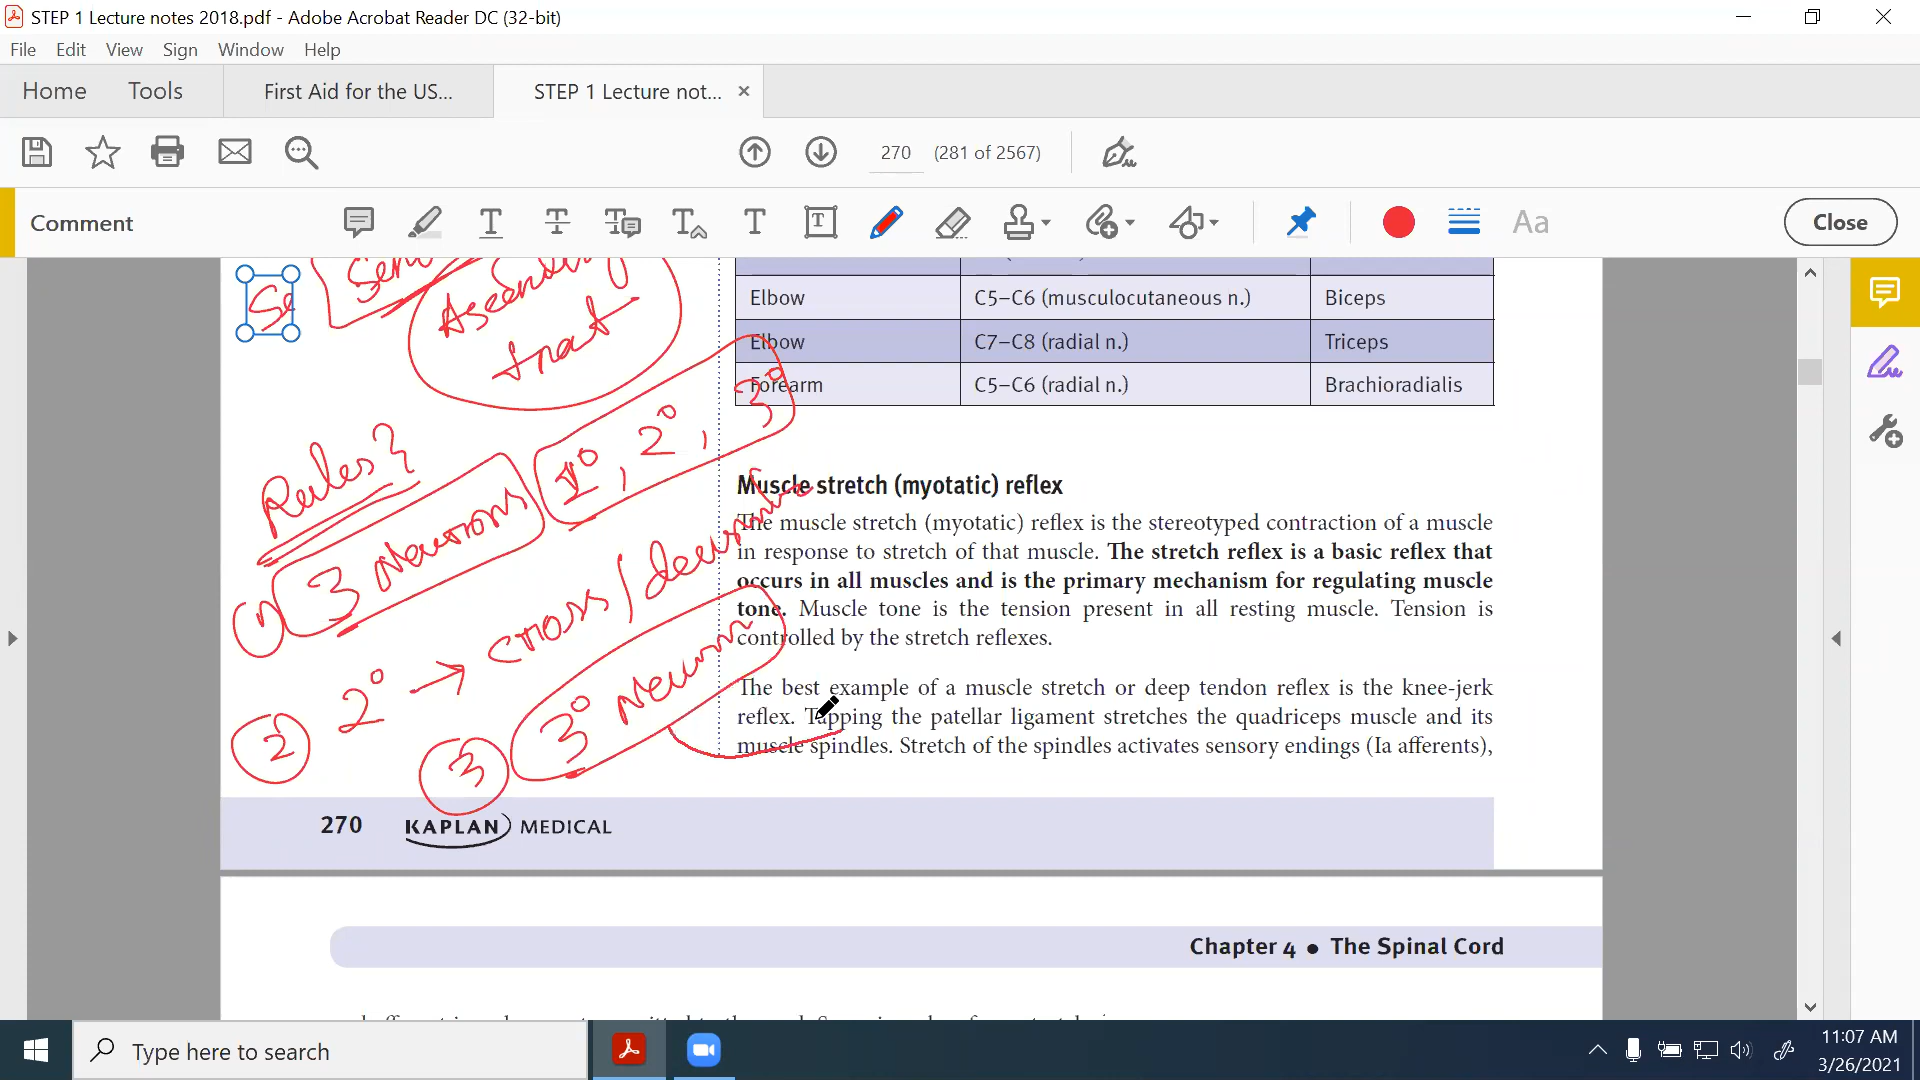 STEP 1 Lecture notes 2018.pdf - Adobe Acrobat Reader DC (32-bit)
File Edit View Sign Window Help
Home Tools First Aid for the US... STEP 1 Lecture not... ×
270 (281 of 2567)
Comment Aa Close
Ascending
tract
Elbow C5–C6 (musculocutaneous n.) Biceps
Elbow C7–C8 (radial n.) Triceps
Forearm C5–C6 (radial n.) Brachioradialis
Rules
1 3 Neurons 1°, 2°, 3°
2 2° → cross/
3 3° Neuron
Muscle stretch (myotatic) reflex
The muscle stretch (myotatic) reflex is the stereotyped contraction of a muscle
in response to stretch of that muscle. The stretch reflex is a basic reflex that
occurs in all muscles and is the primary mechanism for regulating muscle
tone. Muscle tone is the tension present in all resting muscle. Tension is
controlled by the stretch reflexes.
The best example of a muscle stretch or deep tendon reflex is the knee-jerk
reflex. Tapping the patellar ligament stretches the quadriceps muscle and its
muscle spindles. Stretch of the spindles activates sensory endings (Ia afferents),
270 KAPLAN MEDICAL
Chapter 4 ● The Spinal Cord
Type here to search
11:07 AM
3/26/2021